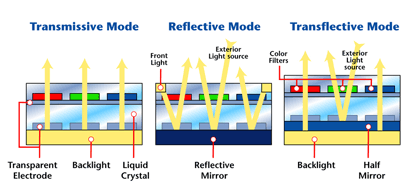 Transmissive Mode
Reflective Mode
Transflective Mode
Front
Light
Exterior
Light source
Color
Filters
Exterior
Light source
Transparent
Electrode
Backlight
Liquid
Crystal
Reflective
Mirror
Backlight
Half
Mirror